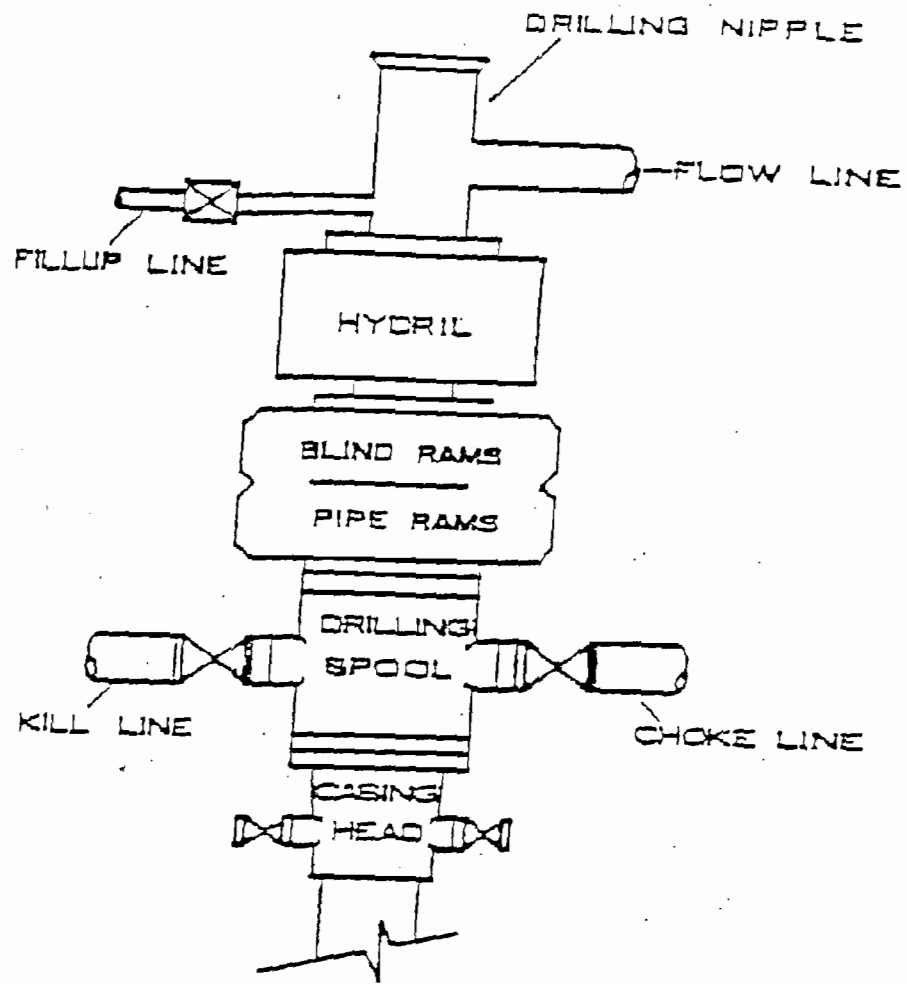 DRILLING NIPPLE
FLOW LINE
FILLUP LINE
HYDRIL
BLIND RAMS
PIPE RAMS
DRILLING
SPOOL
KILL LINE
CHOKE LINE
CASING
HEAD